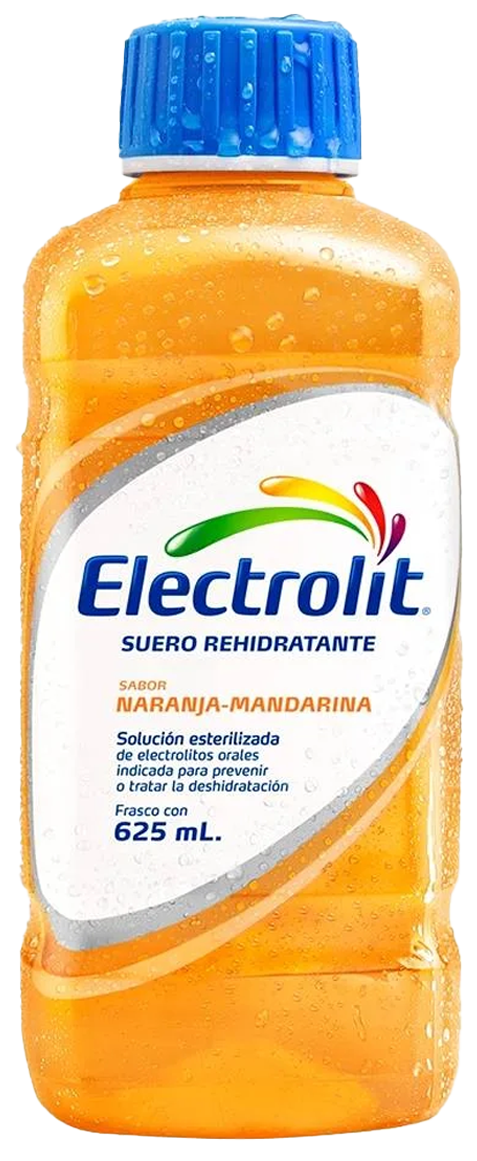 Electrolit®
SUERO REHIDRATANTE
SABOR
NARANJA-MANDARINA
Solución esterilizada
de electrolitos orales
indicada para prevenir
o tratar la deshidratación
Frasco con
625 mL.